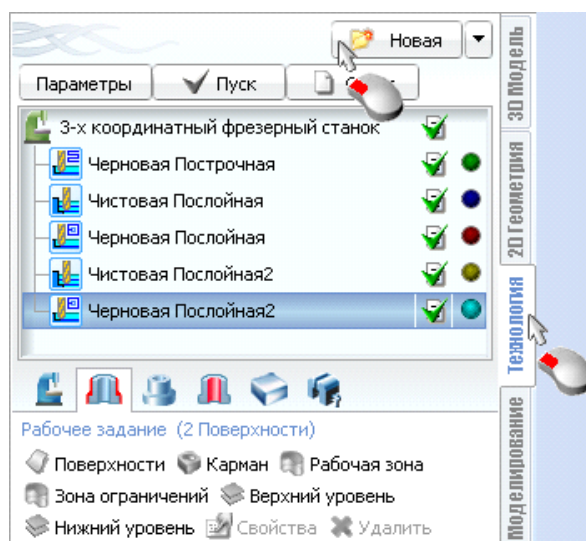 Новая
Параметры Пуск
3-х координатный фрезерный станок
Черновая Построчная
Чистовая Послойная
Черновая Послойная
Чистовая Послойная2
Черновая Послойная2
Рабочее задание (2 Поверхности)
Поверхности Карман Рабочая зона
Зона ограничений Верхний уровень
Нижний уровень Свойства Удалить
3D Модель
2D Геометрия
Технология
Моделирование